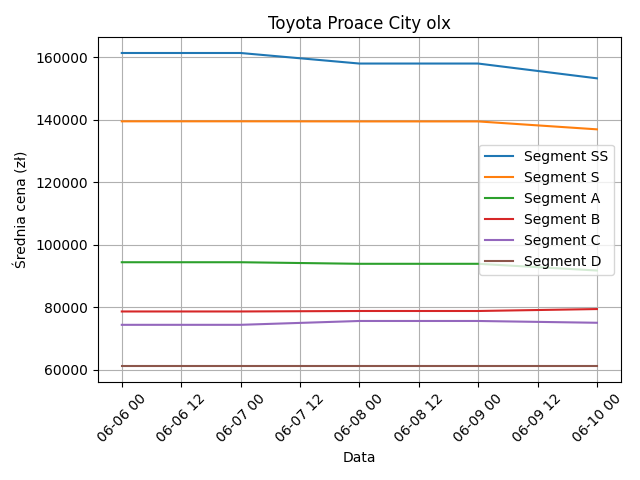 Toyota Proace City olx
160000
140000
120000
100000
80000
60000
Średnia cena (zł)
Segment SS
Segment S
Segment A
Segment B
Segment C
Segment D
06-06 00
06-06 12
06-07 00
06-07 12
06-08 00
06-08 12
06-09 00
06-09 12
06-10 00
Data